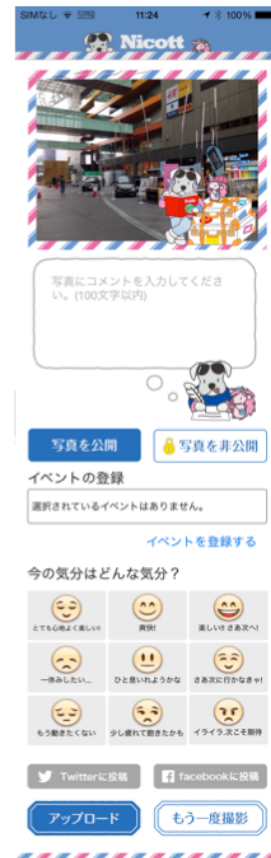 SIMなし
11:24
100%
Nicott
写真にコメントを入力してくださ
い。(100文字以内)
写真を公開
写真を非公開
イベントの登録
選択されているイベントはありません。
イベントを登録する
今の気分はどんな気分？
とても心地よく楽しい!
爽快!
楽しい! さあ次へ!
一休みしたい...
ひと息いれようかな
さあ次に行かなきゃ!
もう動きたくない
少し疲れて飽きたかも
イライラ,次こそ期待
Twitterに投稿
facebookに投稿
アップロード
もう一度撮影